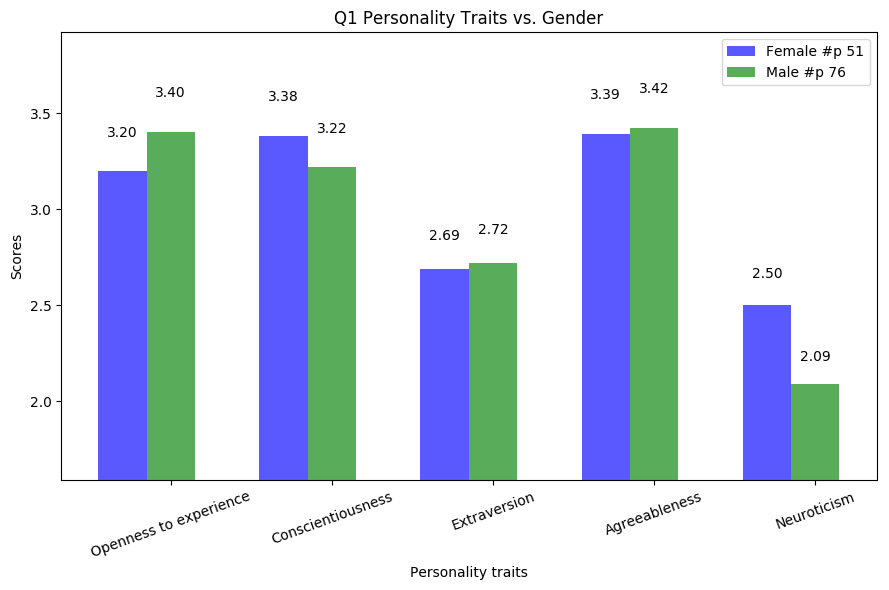 Q1 Personality Traits vs. Gender
Female #p 51
Male #p 76
3.20
3.40
3.38
3.22
2.69
2.72
3.39
3.42
2.50
2.09
3.5
3.0
2.5
2.0
Scores
Openness to experience
Conscientiousness
Extraversion
Agreeableness
Neuroticism
Personality traits